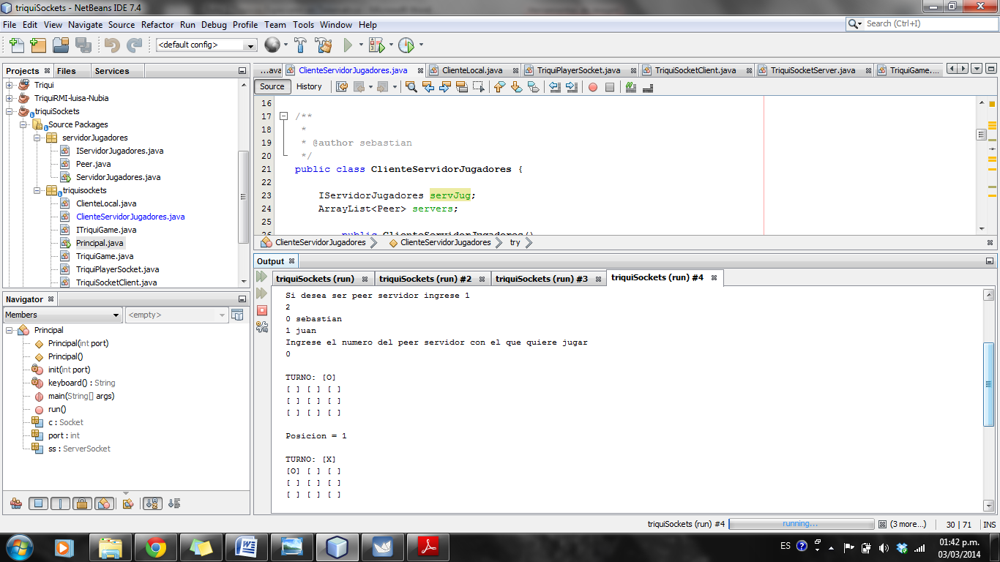 triquiSockets - NetBeans IDE 7.4
File Edit View Navigate Source Refactor Run Debug Profile Team Tools Window Help
Search (Ctrl+I)
<default config>
Projects Files Services
Triqui
TriquiRMI-luisa-Nubia
triquiSockets
Source Packages
servidorJugadores
IServidorJugadores.java
Peer.java
ServidorJugadores.java
triquisockets
ClienteLocal.java
ClienteServidorJugadores.java
ITriquiGame.java
Principal.java
TriquiGame.java
TriquiPlayerSocket.java
TriquiSocketClient.java
Navigator
Members <empty>
Principal
Principal(int port)
Principal()
init(int port)
keyboard() : String
main(String[] args)
run()
c : Socket
port : int
ss : ServerSocket
...ava ClienteServidorJugadores.java ClienteLocal.java TriquiPlayerSocket.java TriquiSocketClient.java TriquiSocketServer.java TriquiGame....
Source History
16
17 /**
18 *
19 * @author sebastian
20 */
21 public class ClienteServidorJugadores {
22
23 IServidorJugadores servJug;
24 ArrayList<Peer> servers;
25
26 public ClienteServidorJugadores()
ClienteServidorJugadores ClienteServidorJugadores try
Output
triquiSockets (run) triquiSockets (run) #2 triquiSockets (run) #3 triquiSockets (run) #4
Si desea ser peer servidor ingrese 1
2
0 sebastian
1 juan
Ingrese el numero del peer servidor con el que quiere jugar
0
TURNO: [O]
[ ] [ ] [ ]
[ ] [ ] [ ]
[ ] [ ] [ ]
Posicion = 1
TURNO: [X]
[O] [ ] [ ]
[ ] [ ] [ ]
[ ] [ ] [ ]
triquiSockets (run) #4 running... (3 more...) 30 | 71 INS
ES 01:42 p.m.
03/03/2014